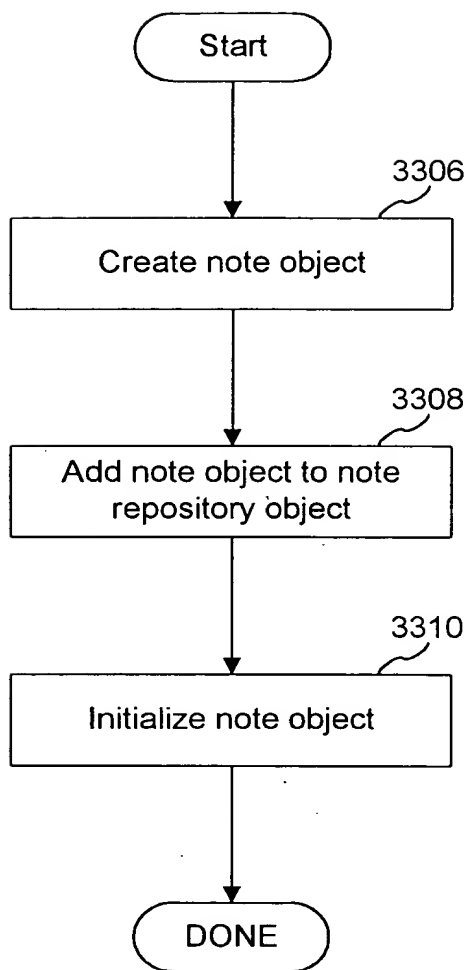 Start
3306
Create note object
3308
Add note object to note
repository object
3310
Initialize note object
DONE